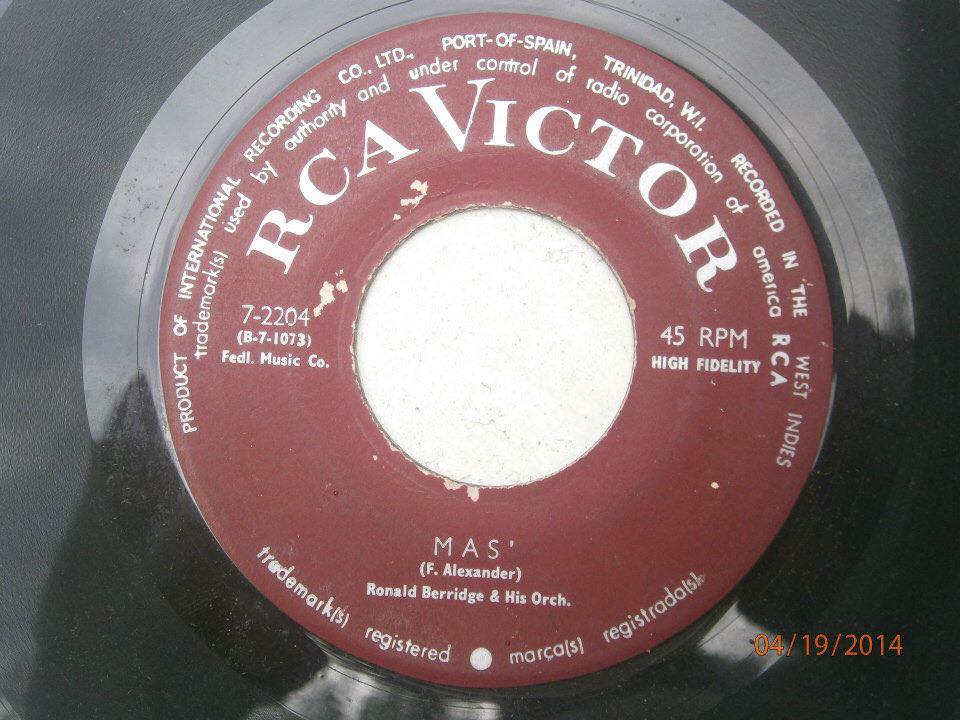 PRODUCT OF INTERNATIONAL RECORDING CO., LTD., PORT-OF-SPAIN, TRINIDAD, W.I. RECORDED IN THE WEST INDIES
trademark(s) used by authority and under control of radio corporation of america RCA
RCA VICTOR
7-2204
(B-7-1073)
Fedl. Music Co.
45 RPM
HIGH FIDELITY
MAS'
(F. Alexander)
Ronald Berridge & His Orch.
trademark(s) registered marca(s) registrada(s)
04/19/2014